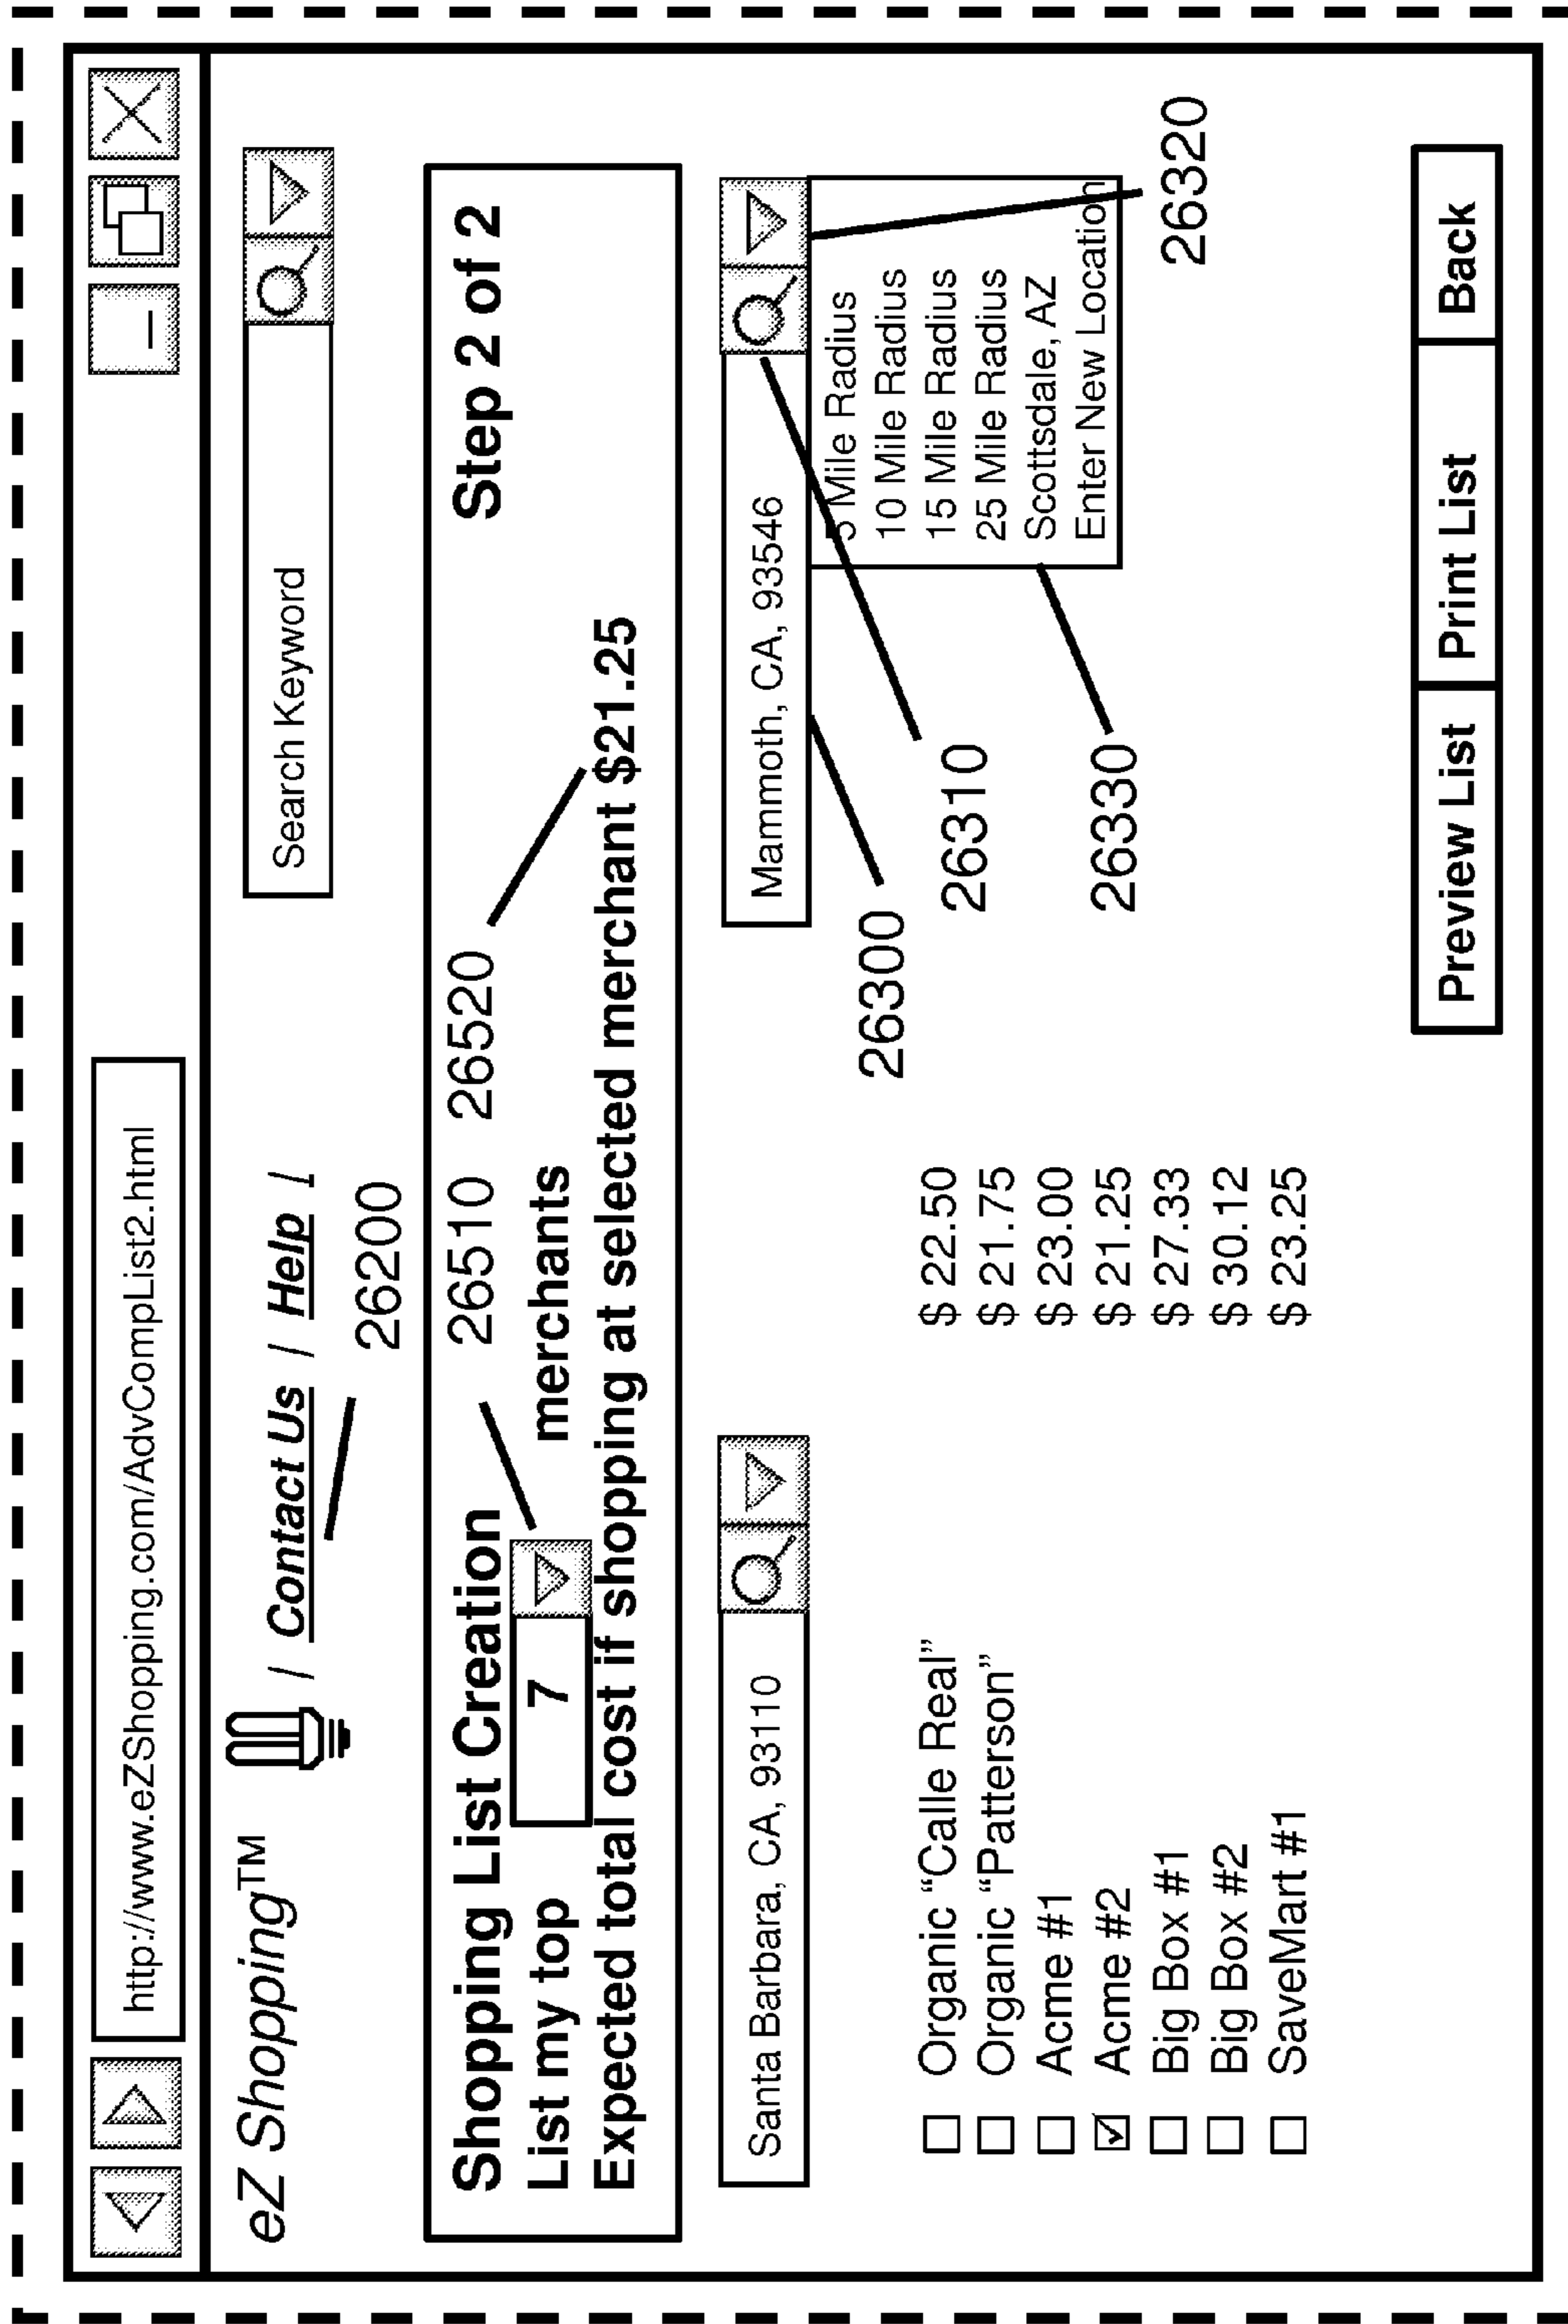 http://www.eZShopping.com/AdvCompList2.html
eZ Shopping™ / Contact Us / Help / Search Keyword
26200
Shopping List Creation 26510 26520 Step 2 of 2
List my top 7 merchants
Expected total cost if shopping at selected merchant $21.25
Santa Barbara, CA, 93110 Mammoth, CA, 93546
5 Mile Radius
10 Mile Radius
15 Mile Radius
25 Mile Radius
Scottsdale, AZ
Enter New Location
26300
26310
26330
26320
Organic “Calle Real” $ 22.50
Organic “Patterson” $ 21.75
Acme #1 $ 23.00
Acme #2 $ 21.25
Big Box #1 $ 27.33
Big Box #2 $ 30.12
SaveMart #1 $ 23.25
Preview List Print List Back